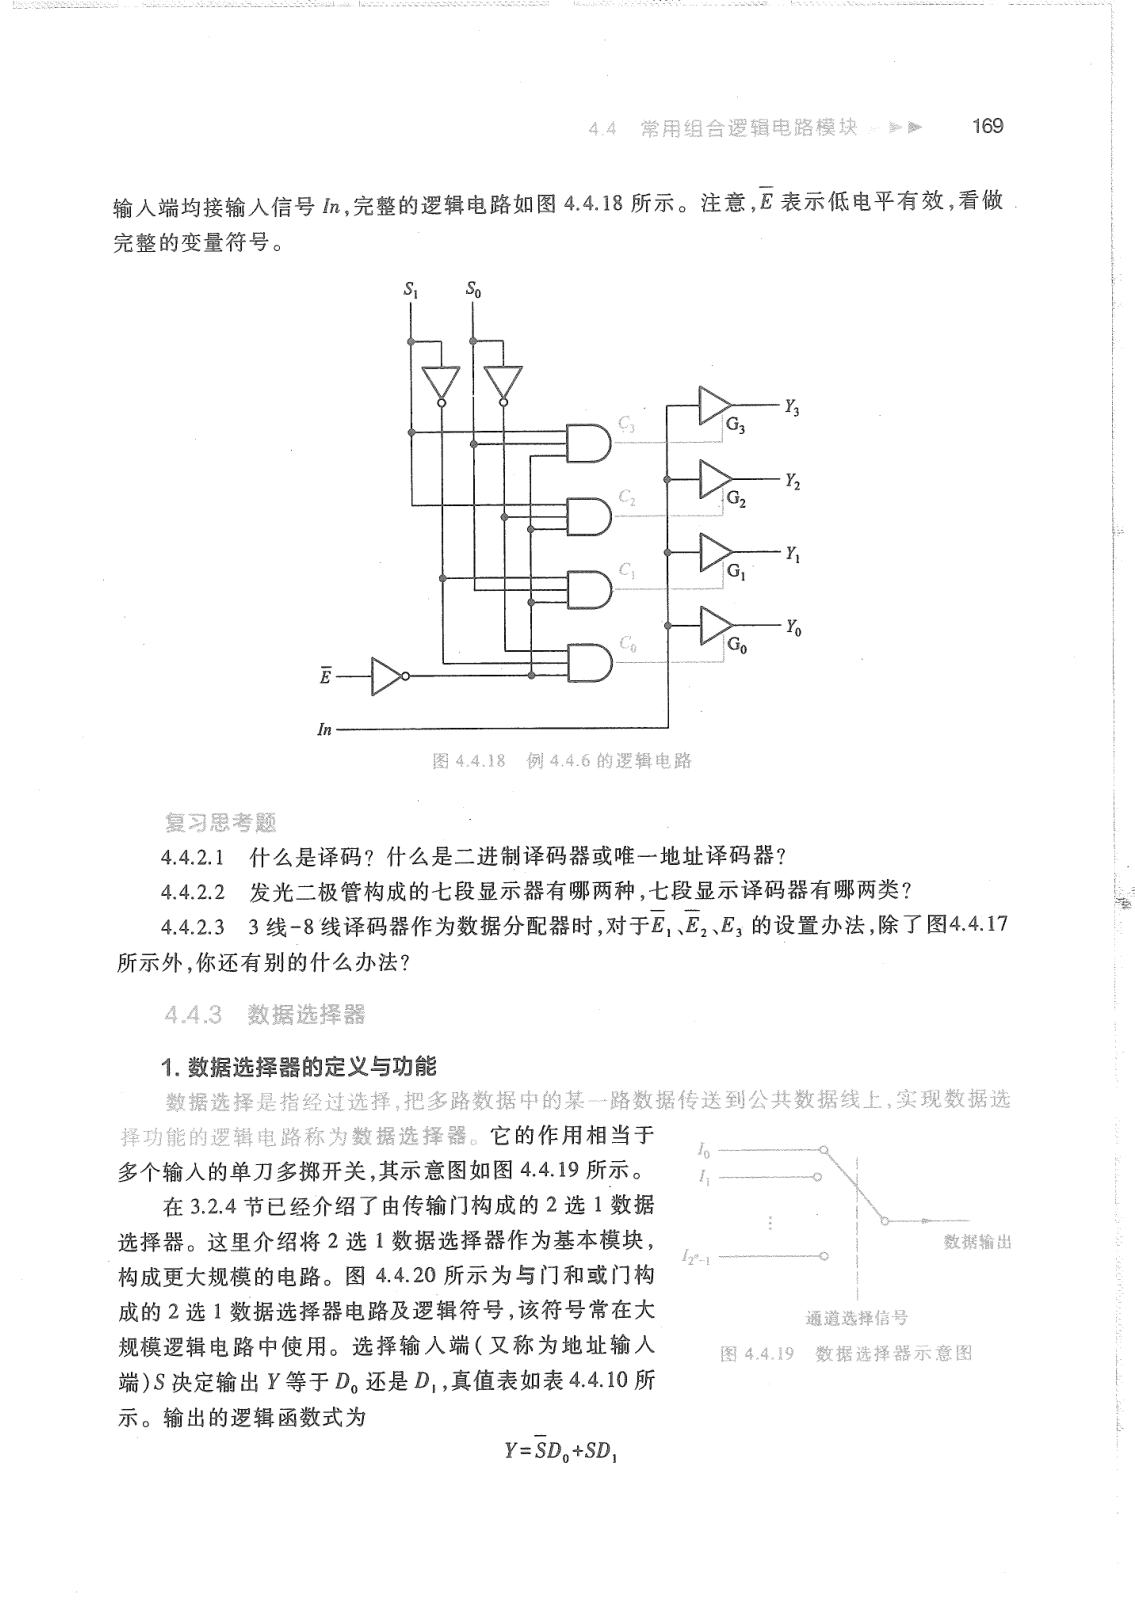 4.4 常用组合逻辑电路模块 169
输入端均接输入信号 In,完整的逻辑电路如图 4.4.18 所示。注意,E̅ 表示低电平有效,看做
完整的变量符号。
S₁ S₀
C₃ G₃ Y₃
C₂ G₂ Y₂
C₁ G₁ Y₁
C₀ G₀ Y₀
E̅
In
图 4.4.18 例 4.4.6 的逻辑电路
复习思考题
4.4.2.1 什么是译码?什么是二进制译码器或唯一地址译码器?
4.4.2.2 发光二极管构成的七段显示器有哪两种,七段显示译码器有哪两类?
4.4.2.3 3 线-8 线译码器作为数据分配器时,对于E̅₁、E̅₂、E₃ 的设置办法,除了图4.4.17
所示外,你还有别的什么办法?
4.4.3 数据选择器
1. 数据选择器的定义与功能
数据选择是指经过选择,把多路数据中的某一路数据传送到公共数据线上,实现数据选
择功能的逻辑电路称为数据选择器。它的作用相当于
多个输入的单刀多掷开关,其示意图如图 4.4.19 所示。
在 3.2.4 节已经介绍了由传输门构成的 2 选 1 数据
选择器。这里介绍将 2 选 1 数据选择器作为基本模块,
构成更大规模的电路。图 4.4.20 所示为与门和或门构
成的 2 选 1 数据选择器电路及逻辑符号,该符号常在大
规模逻辑电路中使用。选择输入端(又称为地址输入
端)S 决定输出 Y 等于 D₀ 还是 D₁,真值表如表 4.4.10 所
示。输出的逻辑函数式为
Y=S̅D₀+SD₁
I₀
I₁
⋮
I₂ⁿ₋₁
数据输出
通道选择信号
图 4.4.19 数据选择器示意图